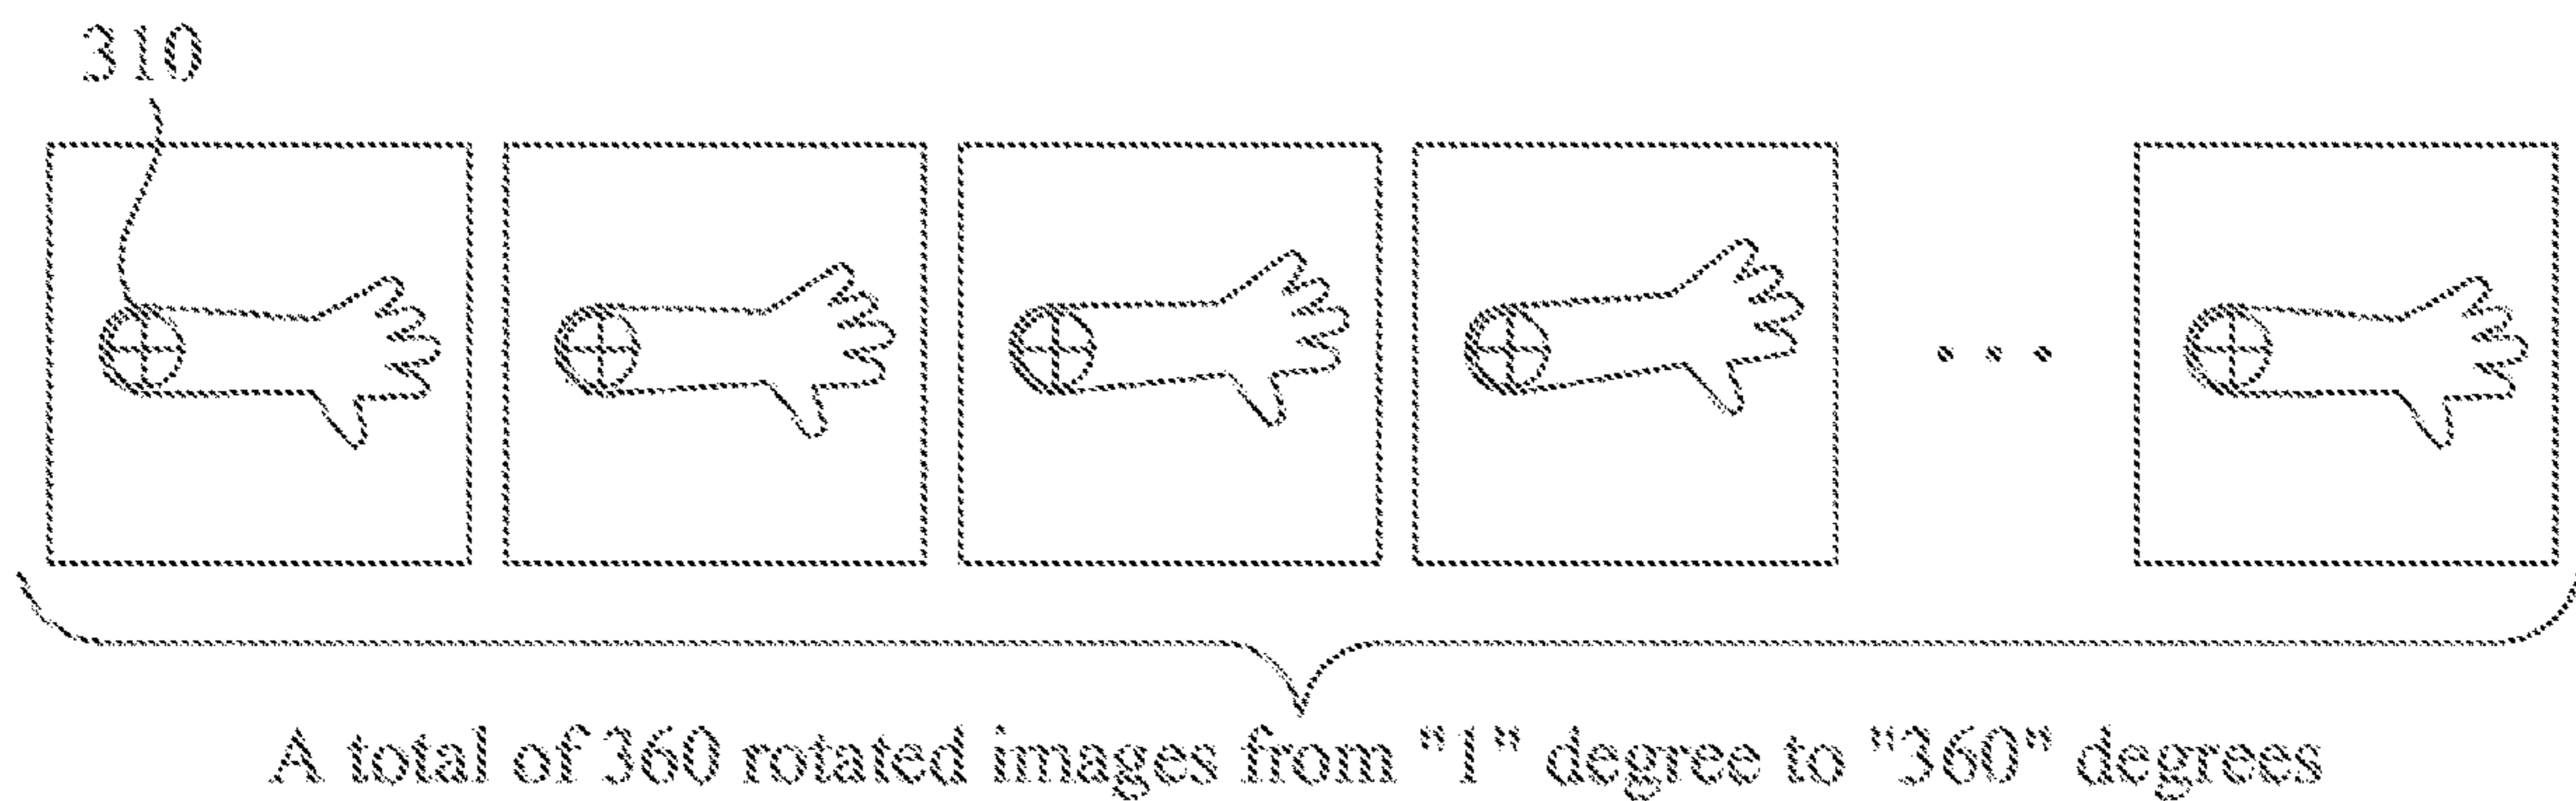 310
A total of 360 rotated images from "1" degree to "360" degrees